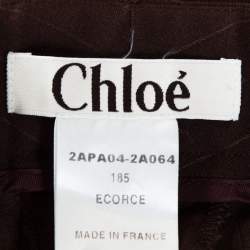 Chloé
2APA04-2A064
185
ECORCE
MADE IN FRANCE